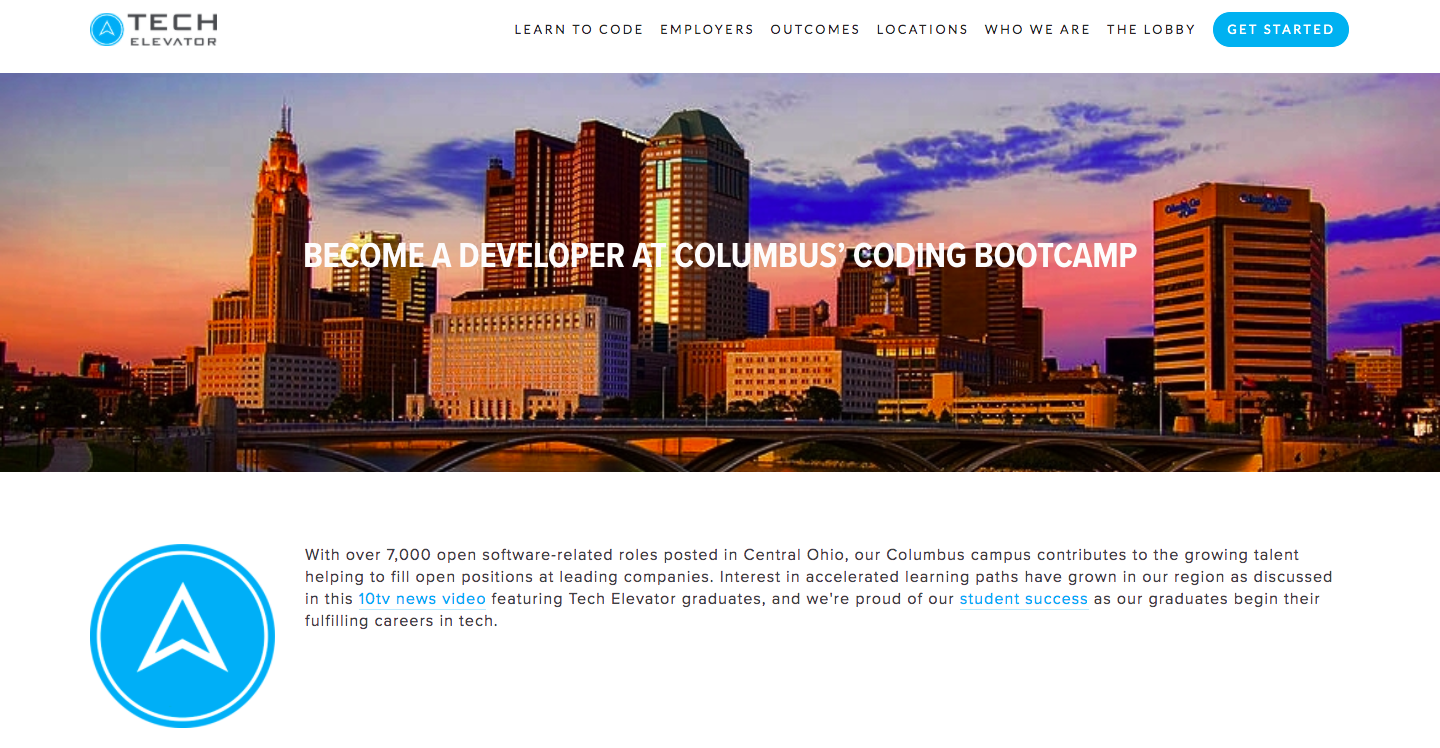 TECH
ELEVATOR
LEARN TO CODE EMPLOYERS OUTCOMES LOCATIONS WHO WE ARE THE LOBBY GET STARTED
BECOME A DEVELOPER AT COLUMBUS’ CODING BOOTCAMP
With over 7,000 open software-related roles posted in Central Ohio, our Columbus campus contributes to the growing talent
helping to fill open positions at leading companies. Interest in accelerated learning paths have grown in our region as discussed
in this 10tv news video featuring Tech Elevator graduates, and we're proud of our student success as our graduates begin their
fulfilling careers in tech.